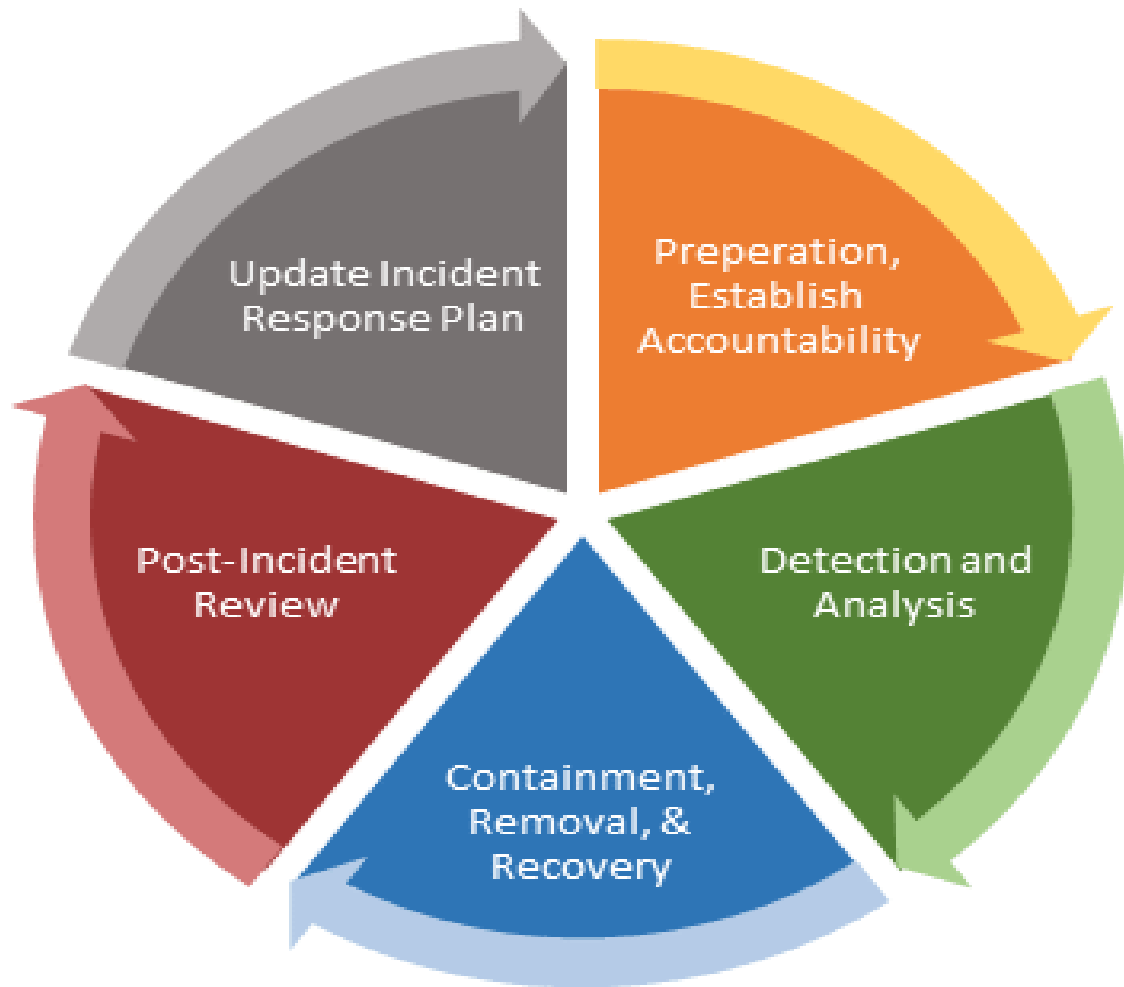 Preperation,
Establish
Accountability
Detection and
Analysis
Containment,
Removal, &
Recovery
Post-Incident
Review
Update Incident
Response Plan